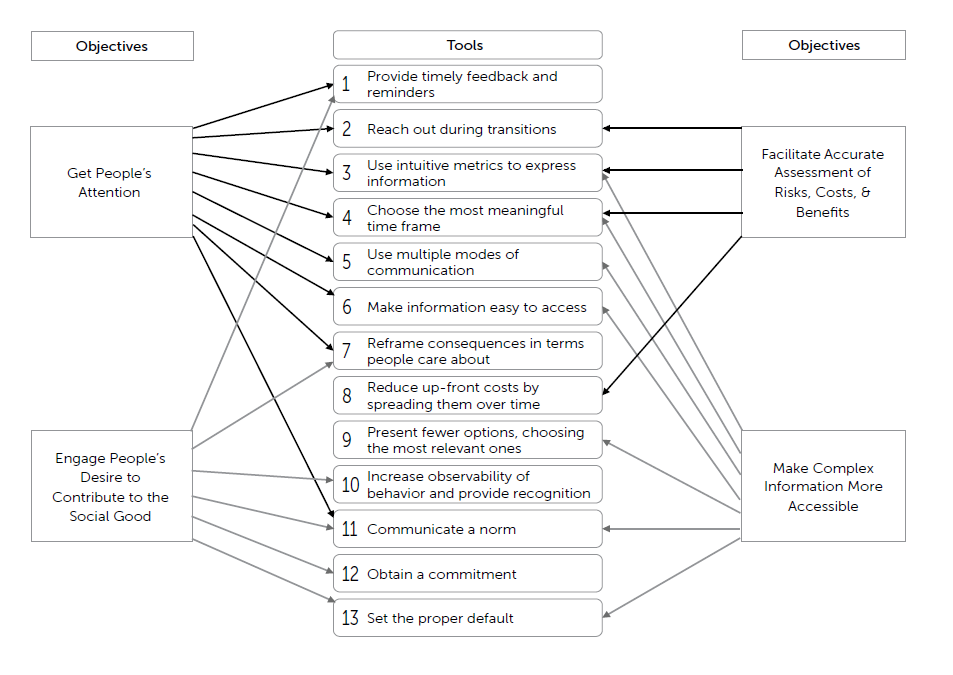 Objectives
Tools
Objectives
Get People's
Attention
Engage People's
Desire to
Contribute to the
Social Good
1 Provide timely feedback and
reminders
2 Reach out during transitions
3 Use intuitive metrics to express
information
4 Choose the most meaningful
time frame
5 Use multiple modes of
communication
6 Make information easy to access
7 Reframe consequences in terms
people care about
8 Reduce up-front costs by
spreading them over time
9 Present fewer options, choosing
the most relevant ones
10 Increase observability of
behavior and provide recognition
11 Communicate a norm
12 Obtain a commitment
13 Set the proper default
Facilitate Accurate
Assessment of
Risks, Costs, &
Benefits
Make Complex
Information More
Accessible